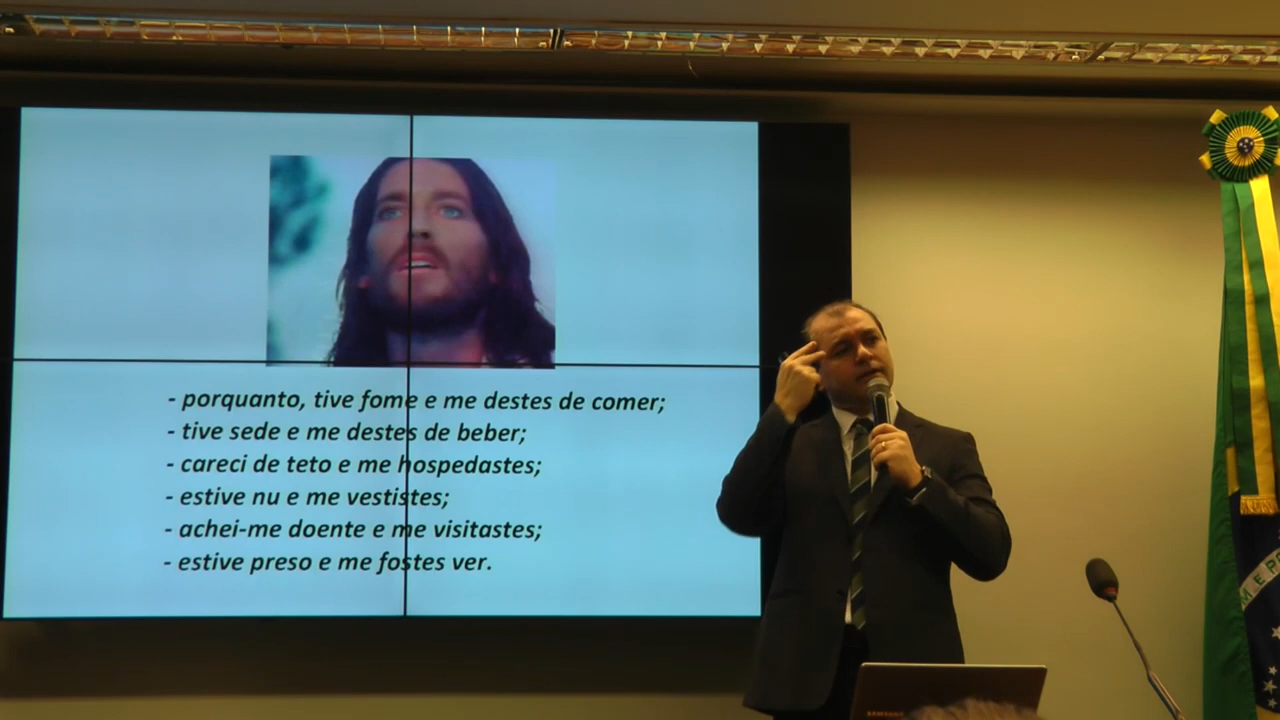 - porquanto, tive fome e me destes de comer;
- tive sede e me destes de beber;
- careci de teto e me hospedastes;
- estive nu e me vestistes;
- achei-me doente e me visitastes;
- estive preso e me fostes ver.
M E P
SAMSUNG